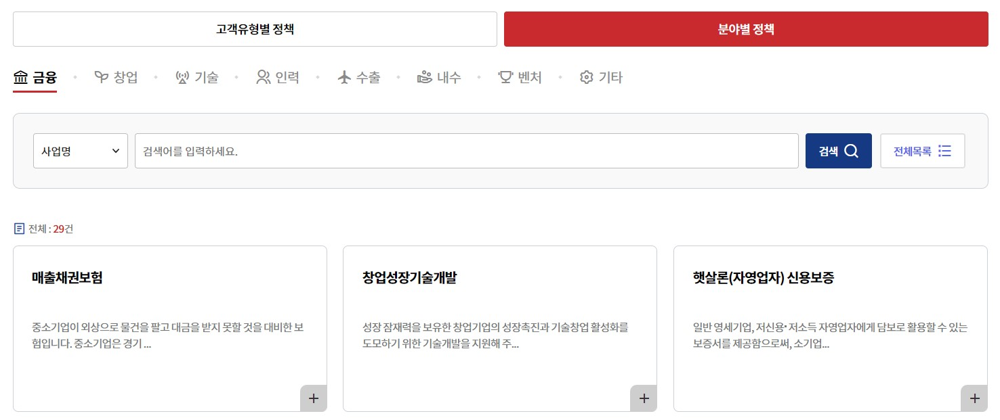 고객유형별 정책
분야별 정책
금융 창업 기술 인력 수출 내수 벤처 기타
사업명 검색어를 입력하세요. 검색 전체목록
전체 : 29건
매출채권보험
중소기업이 외상으로 물건을 팔고 대금을 받지 못할 것을 대비한 보
험입니다. 중소기업은 경기 ...
창업성장기술개발
성장 잠재력을 보유한 창업기업의 성장촉진과 기술창업 활성화를
도모하기 위한 기술개발을 지원해 주...
햇살론(자영업자) 신용보증
일반 영세기업, 저신용·저소득 자영업자에게 담보로 활용할 수 있는
보증서를 제공함으로써, 소기업...